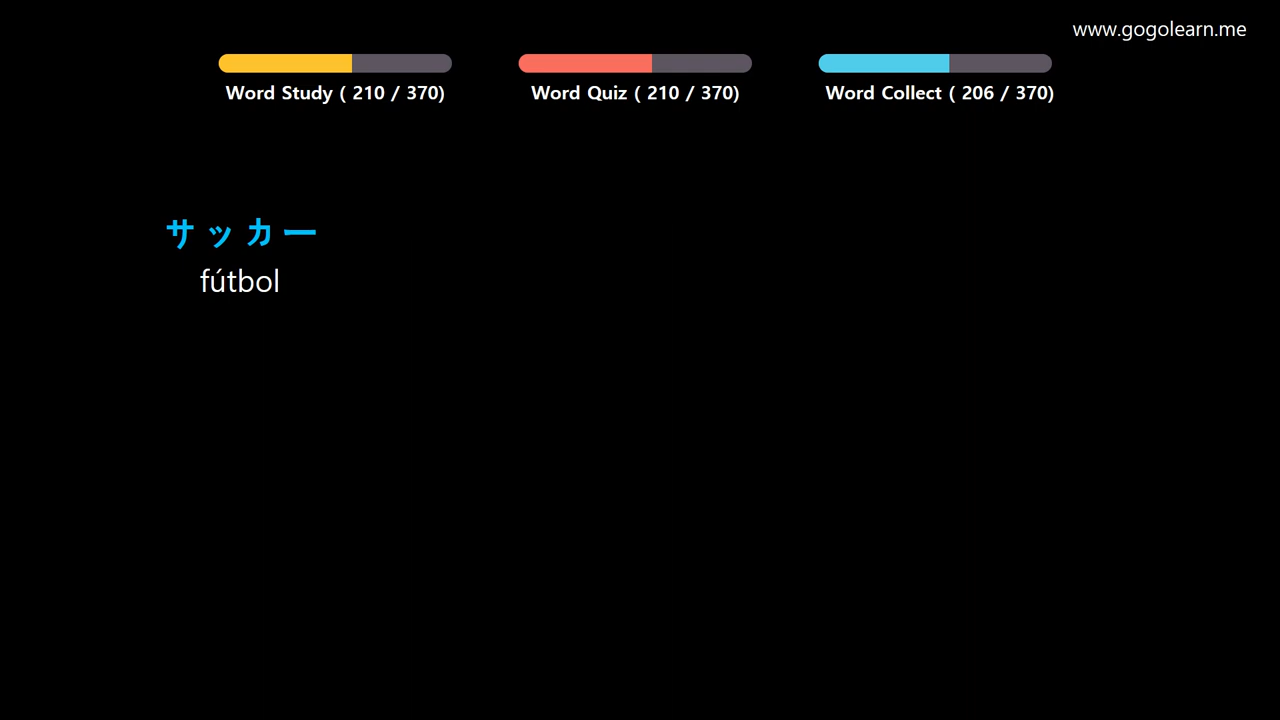 www.gogolearn.me
Word Study ( 210 / 370)
Word Quiz ( 210 / 370)
Word Collect ( 206 / 370)
サッカー
fútbol